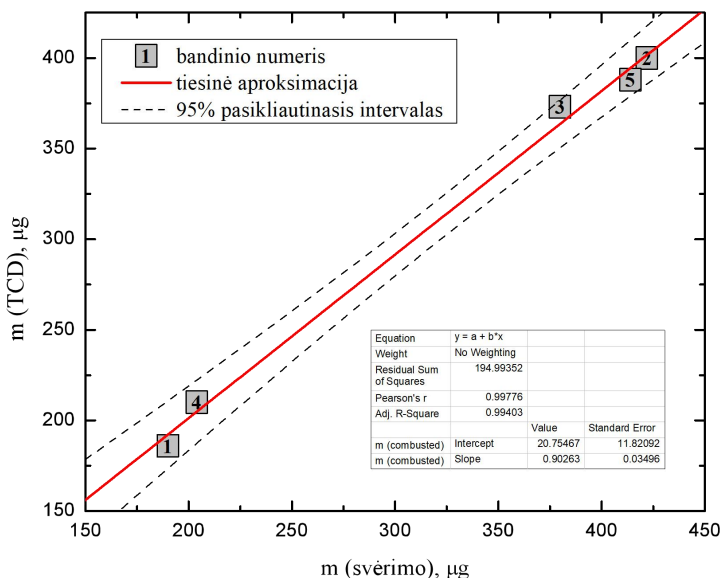 400
350
300
250
200
150
m (TCD), µg
1 bandinio numeris
tiesinė aproksimacija
95% pasikliautinasis intervalas
2
5
3
4
1
Equation y = a + b*x
Weight No Weighting
Residual Sum of Squares 194.99352
Pearson's r 0.99776
Adj. R-Square 0.99403
Value Standard Error
m (combusted) Intercept 20.75467 11.82092
m (combusted) Slope 0.90263 0.03496
150 200 250 300 350 400 450
m (svėrimo), µg